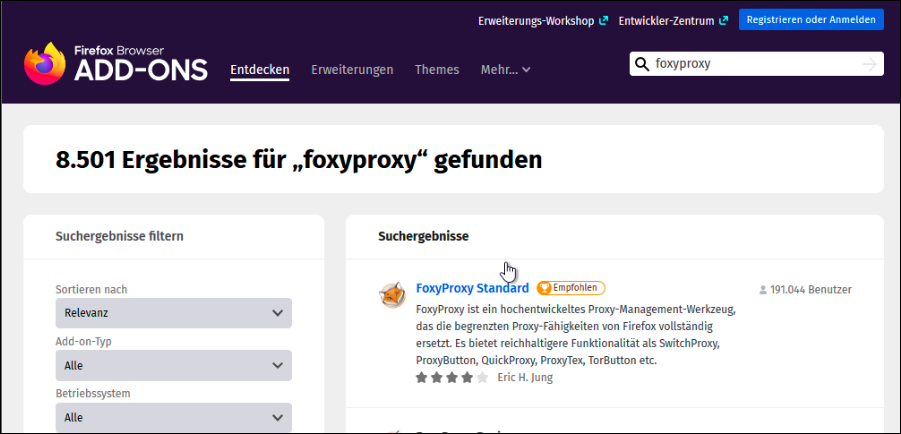 Erweiterungs-Workshop
Entwickler-Zentrum
Registrieren oder Anmelden
Firefox Browser
ADD-ONS
Entdecken
Erweiterungen
Themes
Mehr...
foxyproxy
8.501 Ergebnisse für „foxyproxy“ gefunden
Suchergebnisse filtern
Sortieren nach
Relevanz
Add-on-Typ
Alle
Betriebssystem
Alle
Suchergebnisse
FoxyProxy Standard
Empfohlen
191.044 Benutzer
FoxyProxy ist ein hochentwickeltes Proxy-Management-Werkzeug,
das die begrenzten Proxy-Fähigkeiten von Firefox vollständig
ersetzt. Es bietet reichhaltigere Funktionalität als SwitchProxy,
ProxyButton, QuickProxy, ProxyTex, TorButton etc.
Eric H. Jung